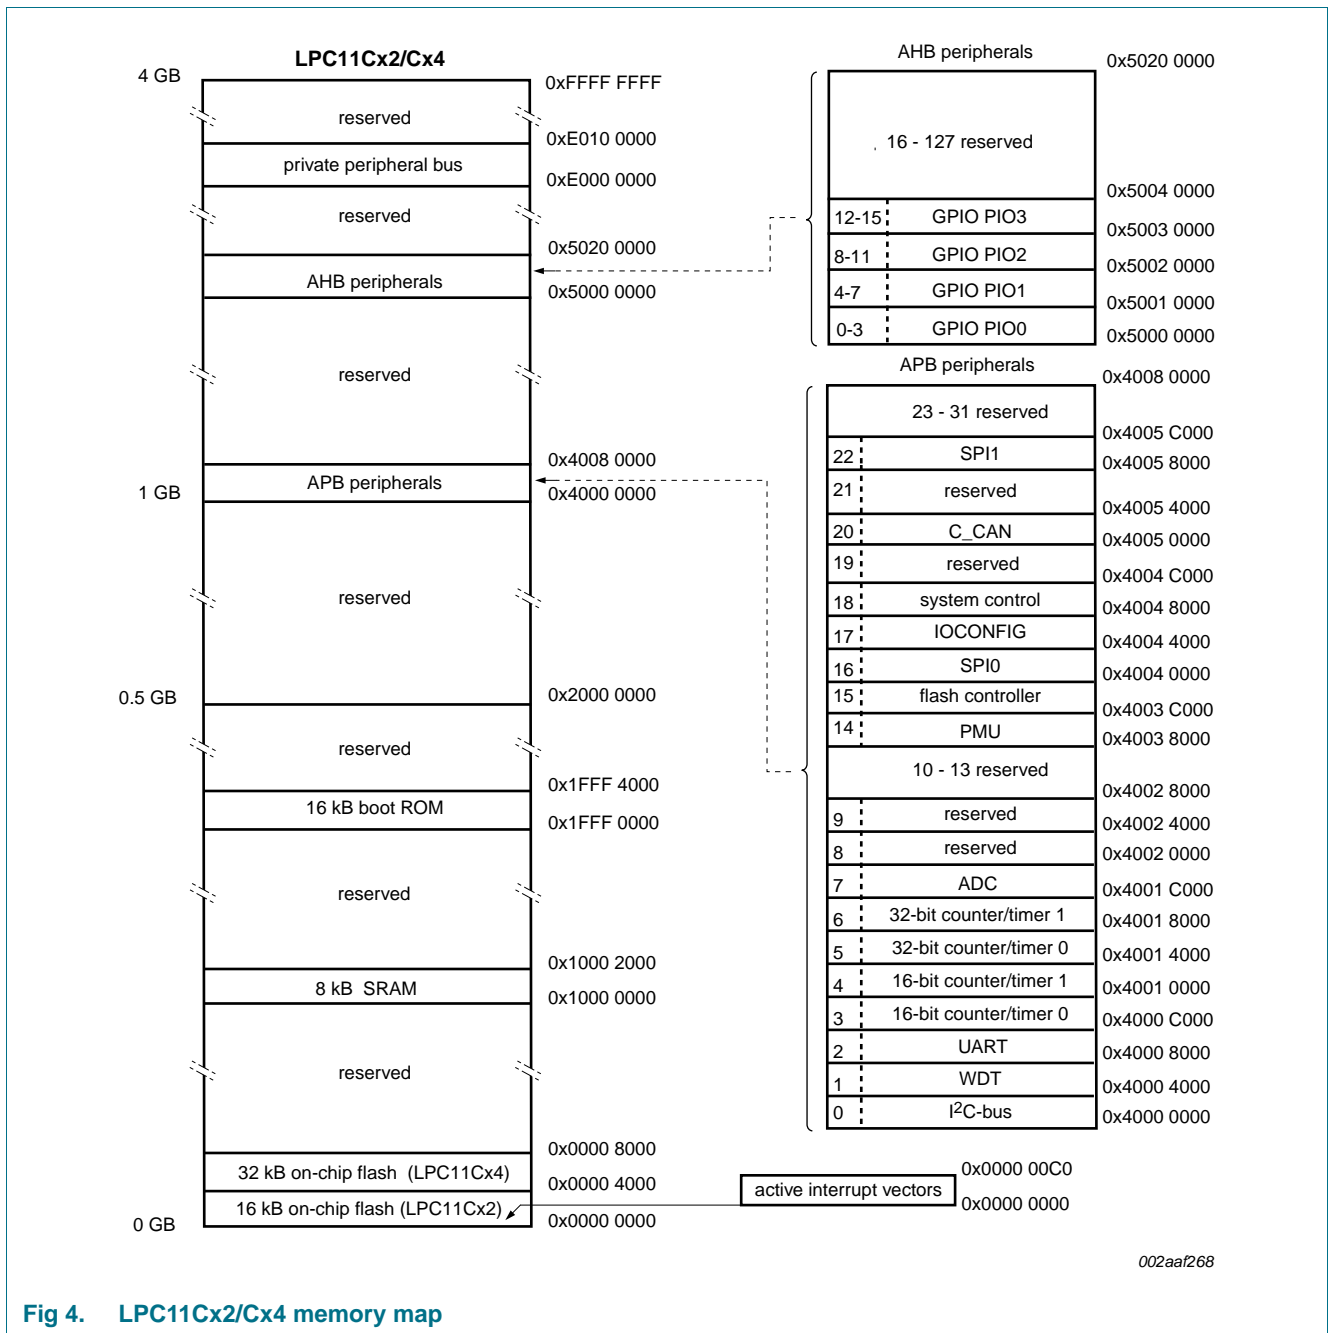 LPC11Cx2/Cx4
4 GB
0xFFFF FFFF
reserved
0xE010 0000
private peripheral bus
0xE000 0000
reserved
0x5020 0000
AHB peripherals
0x5000 0000
reserved
0x4008 0000
APB peripherals
1 GB
0x4000 0000
reserved
0.5 GB
0x2000 0000
reserved
0x1FFF 4000
16 kB boot ROM
0x1FFF 0000
reserved
0x1000 2000
8 kB SRAM
0x1000 0000
reserved
0x0000 8000
32 kB on-chip flash (LPC11Cx4)
0x0000 4000
16 kB on-chip flash (LPC11Cx2)
0 GB
0x0000 0000
AHB peripherals
0x5020 0000
16 - 127 reserved
0x5004 0000
12-15 GPIO PIO3
0x5003 0000
8-11 GPIO PIO2
0x5002 0000
4-7 GPIO PIO1
0x5001 0000
0-3 GPIO PIO0
0x5000 0000
APB peripherals
0x4008 0000
23 - 31 reserved
0x4005 C000
22 SPI1
0x4005 8000
21 reserved
0x4005 4000
20 C_CAN
0x4005 0000
19 reserved
0x4004 C000
18 system control
0x4004 8000
17 IOCONFIG
0x4004 4000
16 SPI0
0x4004 0000
15 flash controller
0x4003 C000
14 PMU
0x4003 8000
10 - 13 reserved
0x4002 8000
9 reserved
0x4002 4000
8 reserved
0x4002 0000
7 ADC
0x4001 C000
6 32-bit counter/timer 1
0x4001 8000
5 32-bit counter/timer 0
0x4001 4000
4 16-bit counter/timer 1
0x4001 0000
3 16-bit counter/timer 0
0x4000 C000
2 UART
0x4000 8000
1 WDT
0x4000 4000
0 I2C-bus
0x4000 0000
0x0000 00C0
active interrupt vectors
0x0000 0000
002aaf268
Fig 4. LPC11Cx2/Cx4 memory map